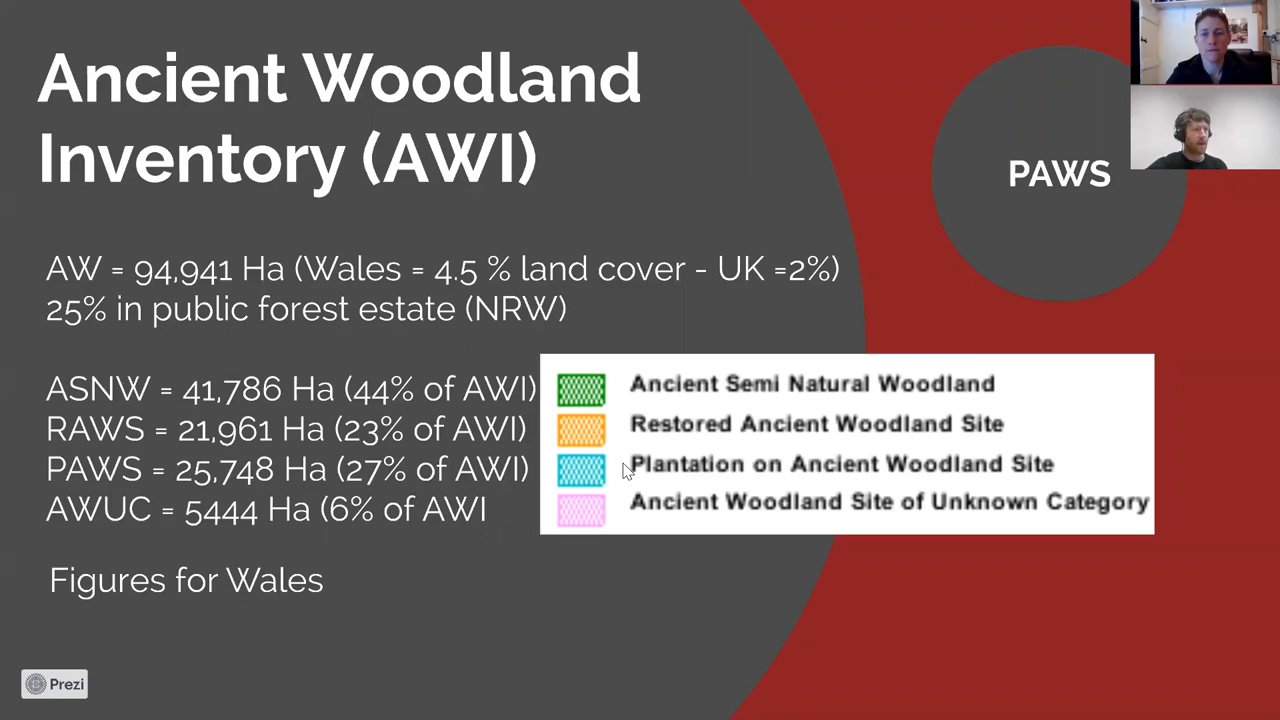 Ancient Woodland
Inventory (AWI)
PAWS
AW = 94,941 Ha (Wales = 4.5 % land cover - UK =2%)
25% in public forest estate (NRW)
ASNW = 41,786 Ha (44% of AWI)
RAWS = 21,961 Ha (23% of AWI)
PAWS = 25,748 Ha (27% of AWI)
AWUC = 5444 Ha (6% of AWI
Ancient Semi Natural Woodland
Restored Ancient Woodland Site
Plantation on Ancient Woodland Site
Ancient Woodland Site of Unknown Category
Figures for Wales
Prezi